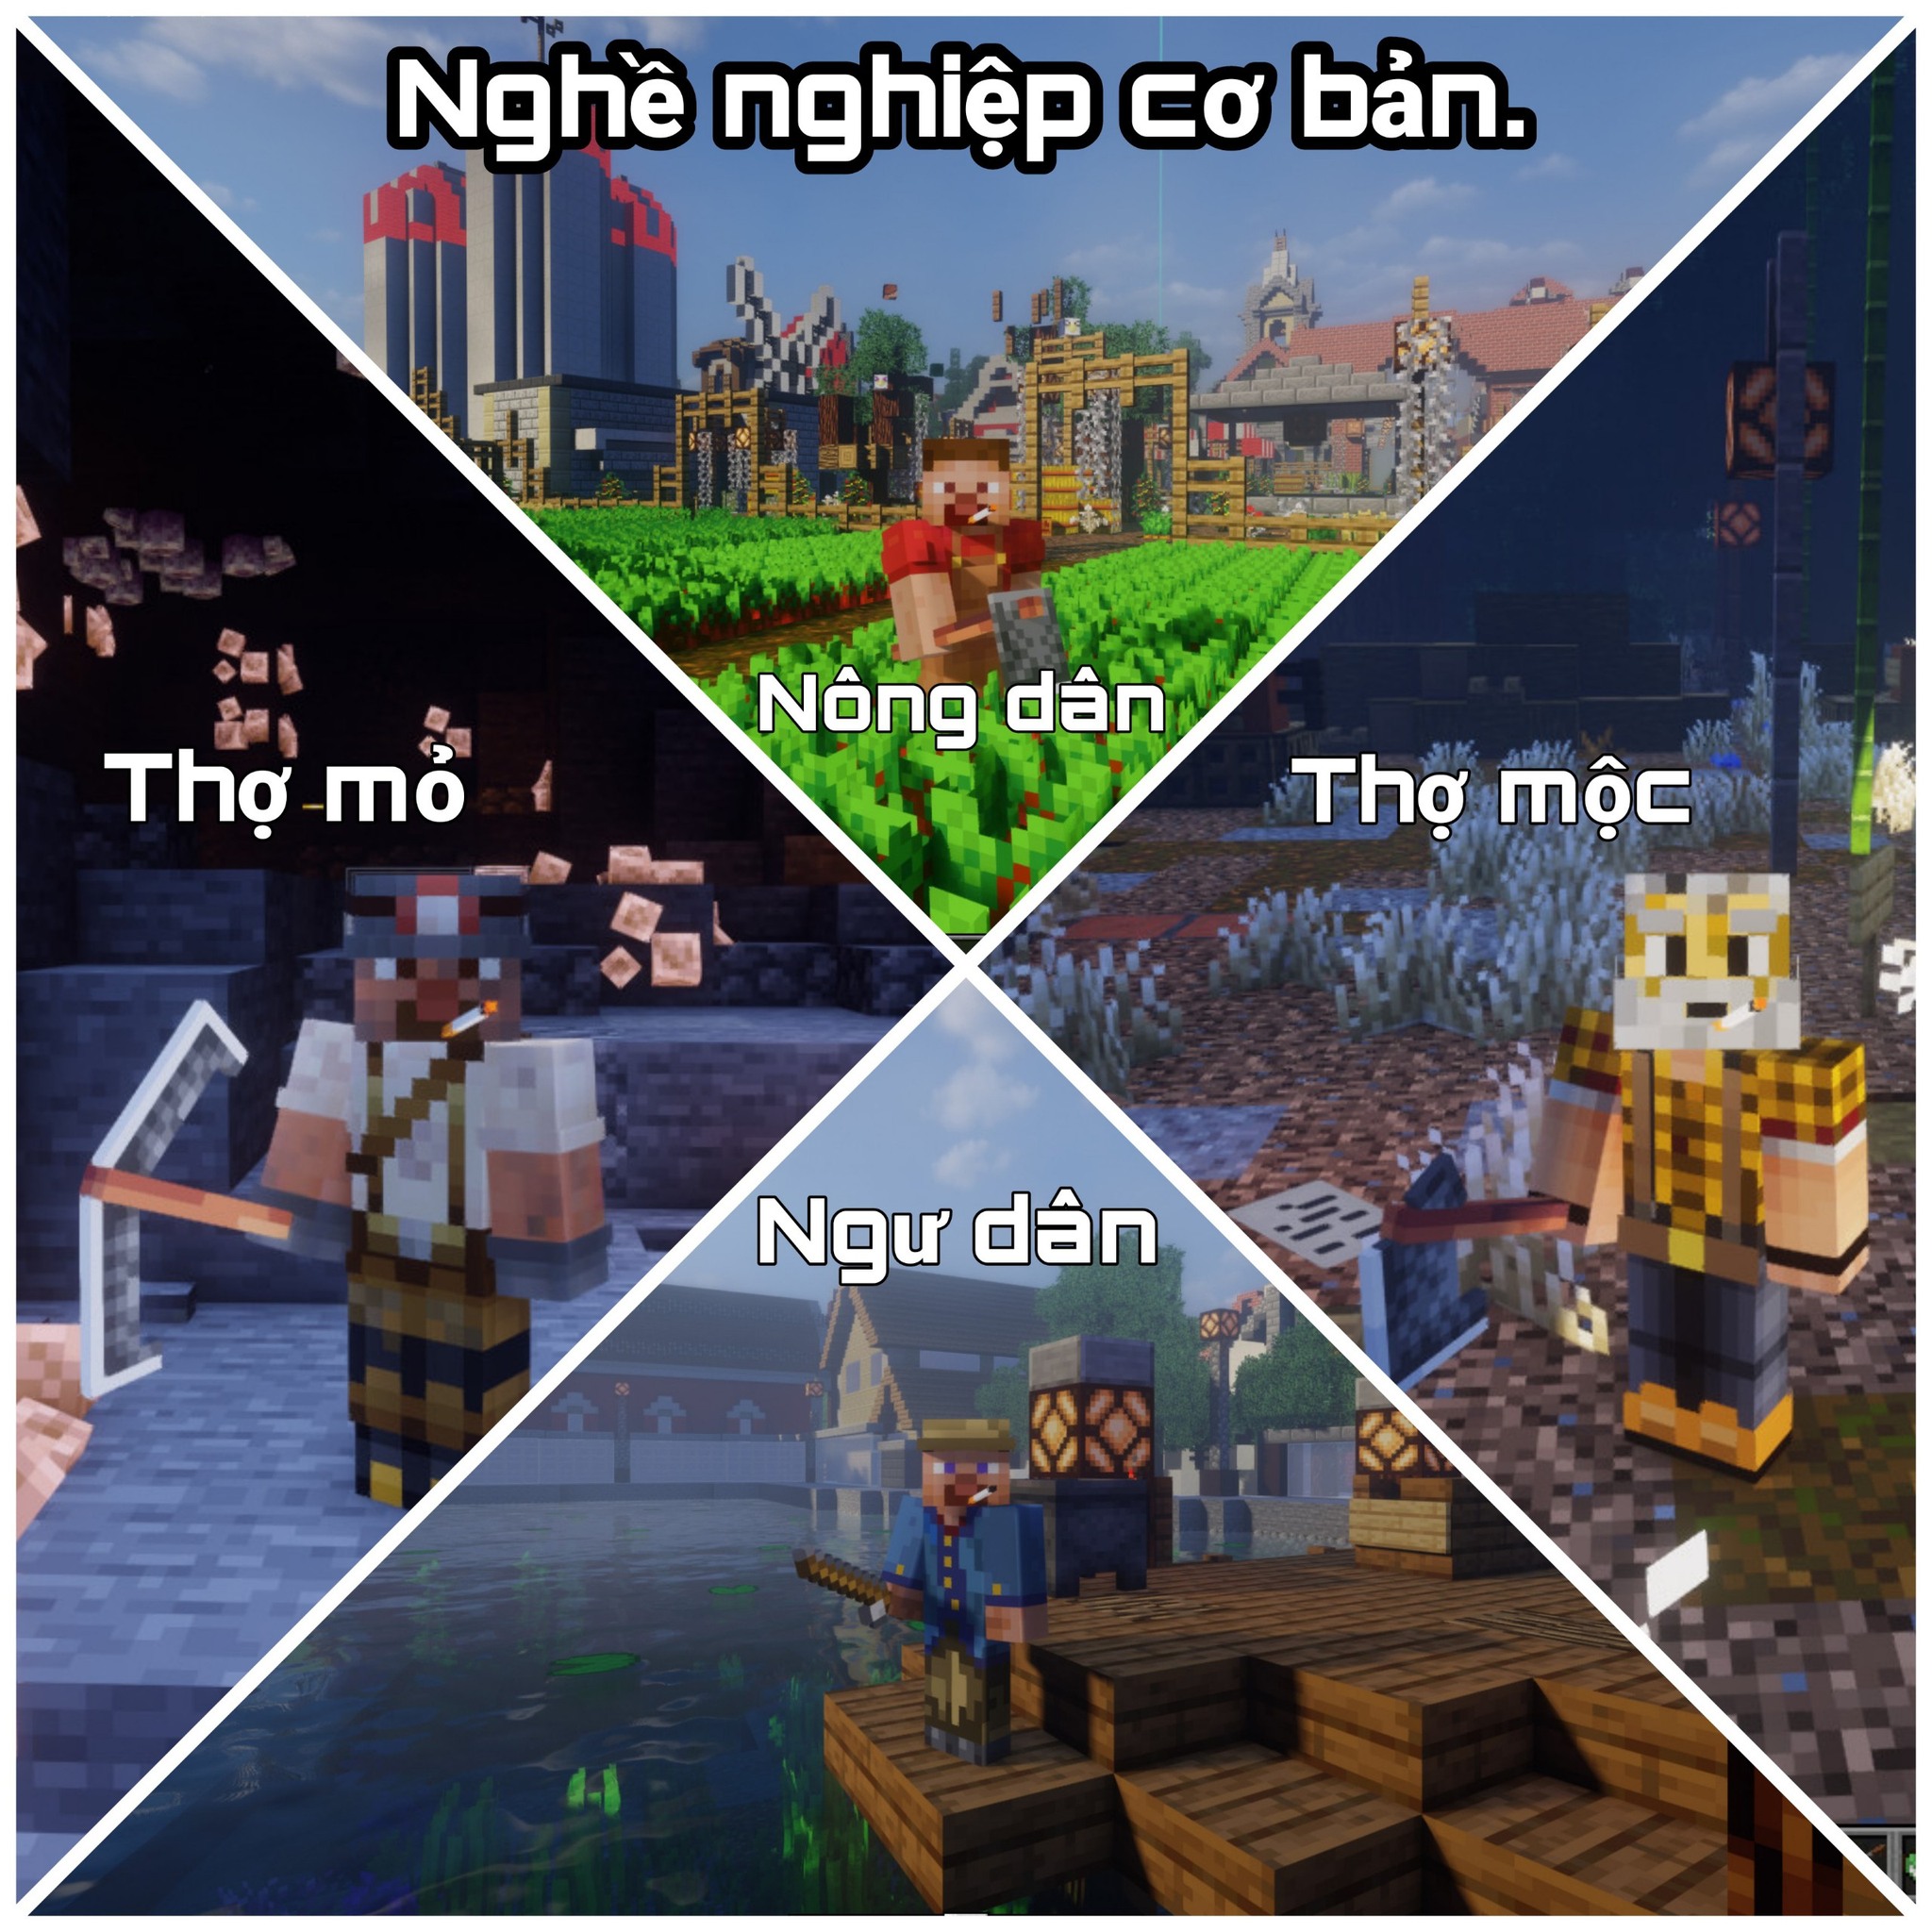 Nghề nghiệp cơ bản.
Nông dân
Thợ mỏ
Thợ mộc
Ngư dân